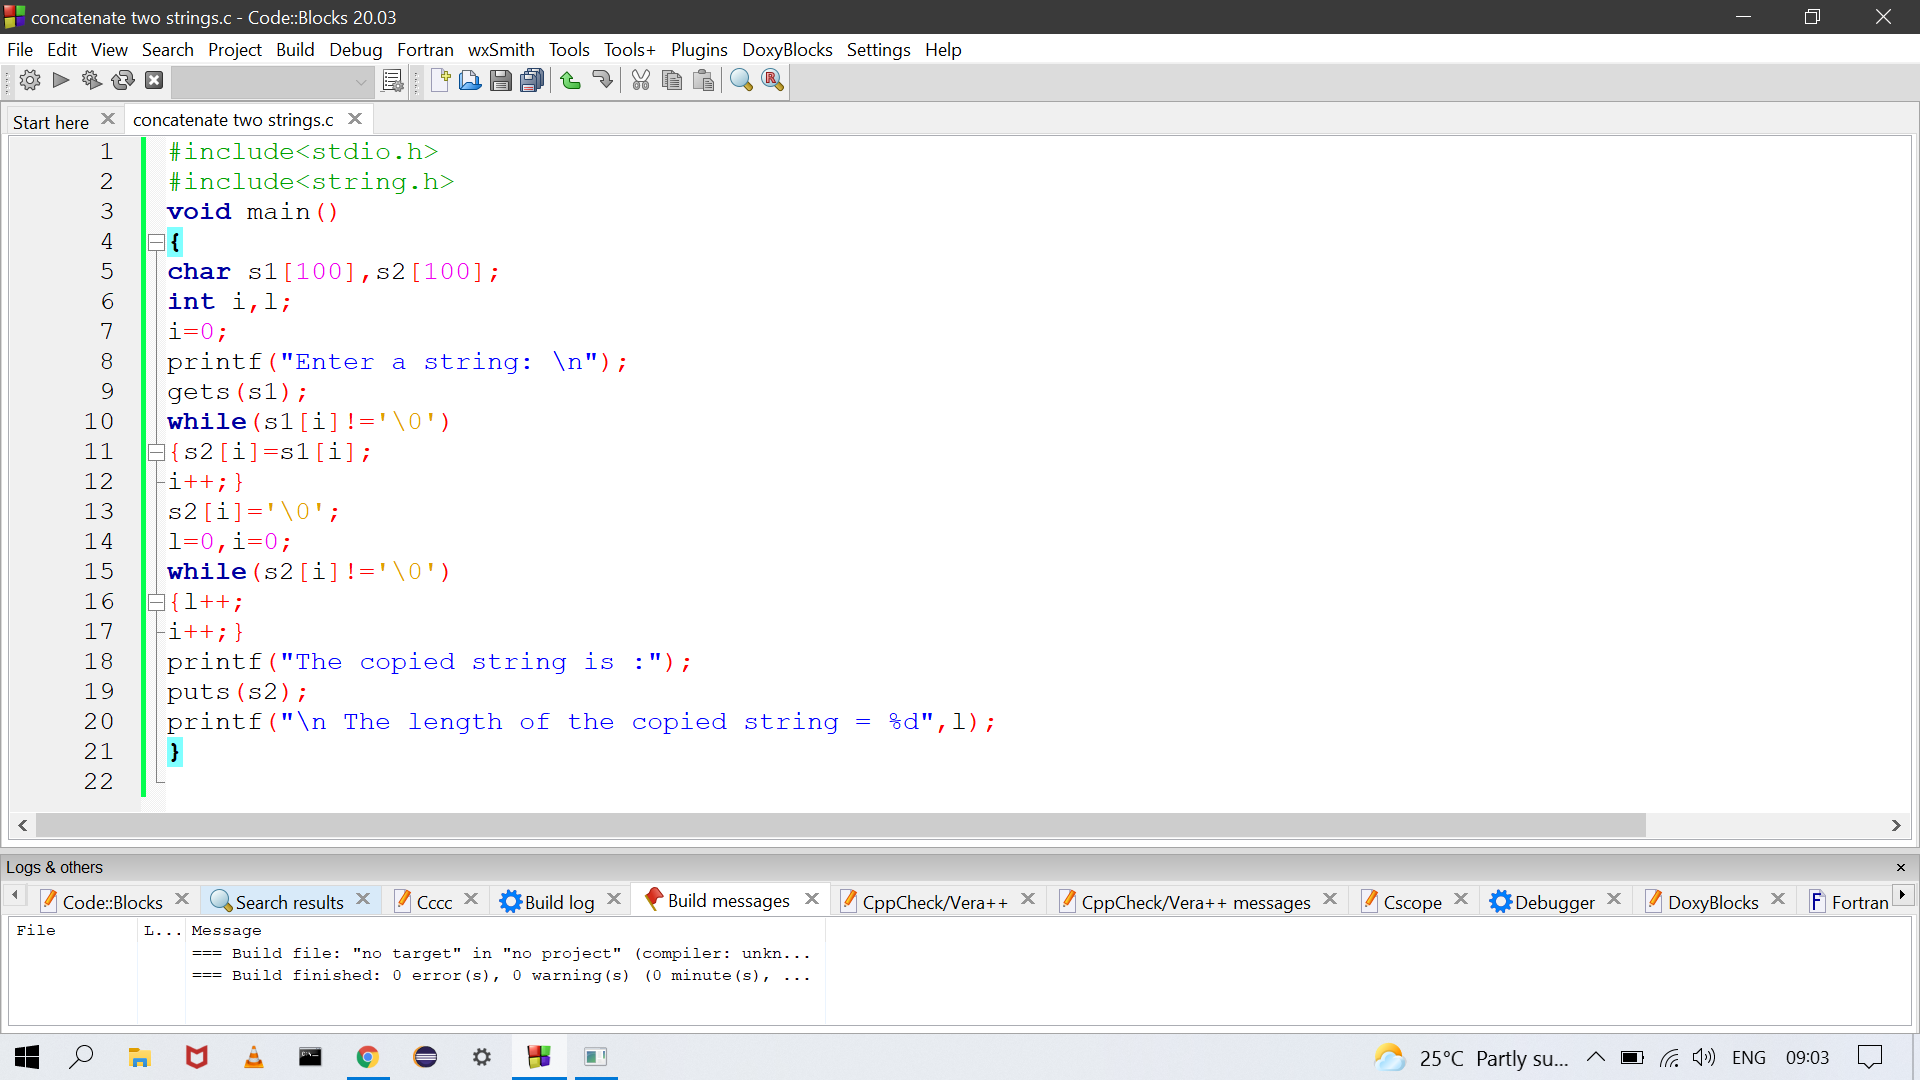 concatenate two strings.c - Code::Blocks 20.03
File Edit View Search Project Build Debug Fortran wxSmith Tools Tools+ Plugins DoxyBlocks Settings Help
Start here
concatenate two strings.c
1 #include<stdio.h>
2 #include<string.h>
3 void main()
4 {
5 char s1[100],s2[100];
6 int i,l;
7 i=0;
8 printf("Enter a string: \n");
9 gets(s1);
10 while(s1[i]!='\0')
11 {s2[i]=s1[i];
12 i++;}
13 s2[i]='\0';
14 l=0,i=0;
15 while(s2[i]!='\0')
16 {l++;
17 i++;}
18 printf("The copied string is :");
19 puts(s2);
20 printf("\n The length of the copied string = %d",l);
21 }
22
Logs & others
Code::Blocks Search results Cccc Build log Build messages CppCheck/Vera++ CppCheck/Vera++ messages Cscope Debugger DoxyBlocks Fortran
File L... Message
=== Build file: "no target" in "no project" (compiler: unkn...
=== Build finished: 0 error(s), 0 warning(s) (0 minute(s), ...
25°C Partly su... ENG 09:03